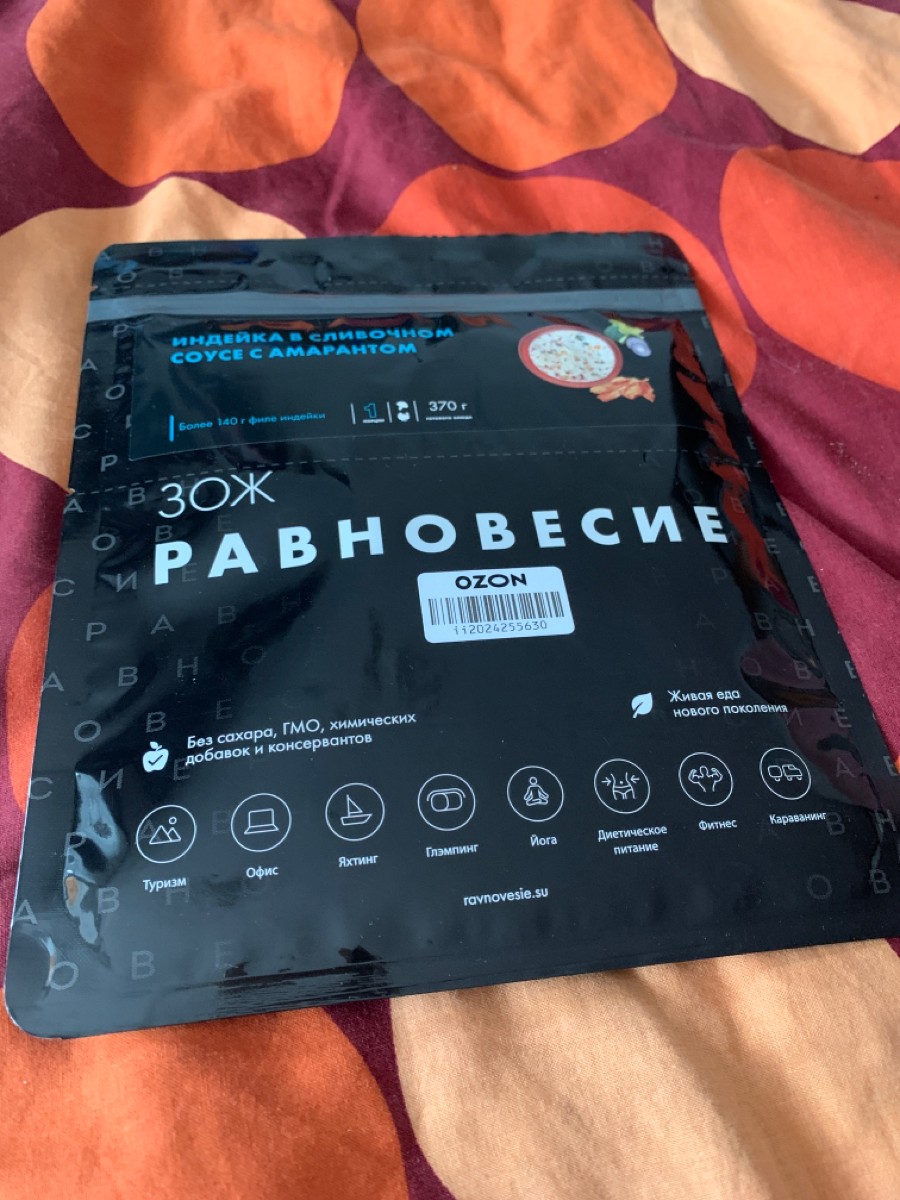 ИНДЕЙКА В СЛИВОЧНОМ
СОУСЕ С АМАРАНТОМ
Более 140 г филе индейки
1
370 г
ЗОЖ
РАВНОВЕСИЕ
OZON
ii2024255630
Без сахара, ГМО, химических
добавок и консервантов
Живая еда
нового поколения
Туризм
Офис
Яхтинг
Глэмпинг
Йога
Диетическое
питание
Фитнес
Караванинг
ravnovesie.su